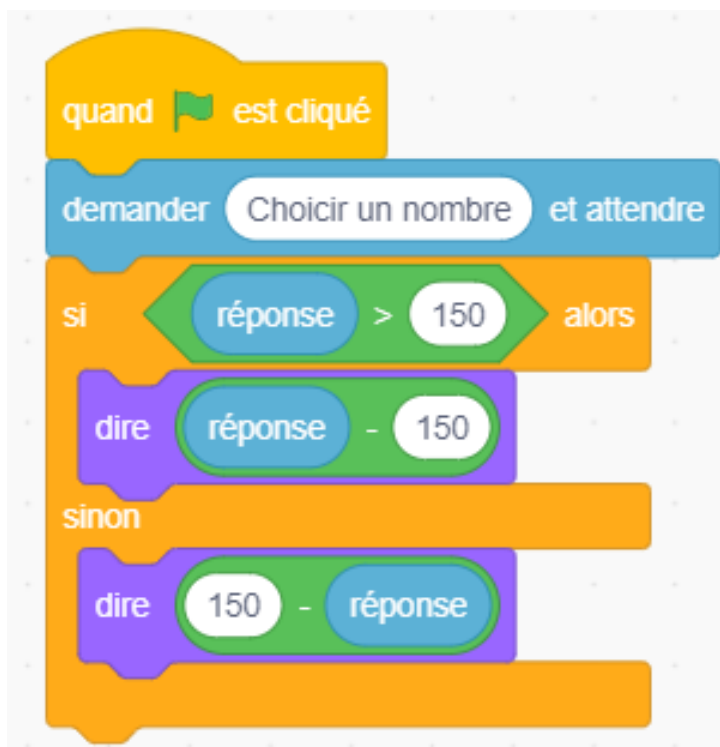 quand est cliqué
demander Choicir un nombre et attendre
si réponse > 150 alors
dire réponse - 150
sinon
dire 150 - réponse